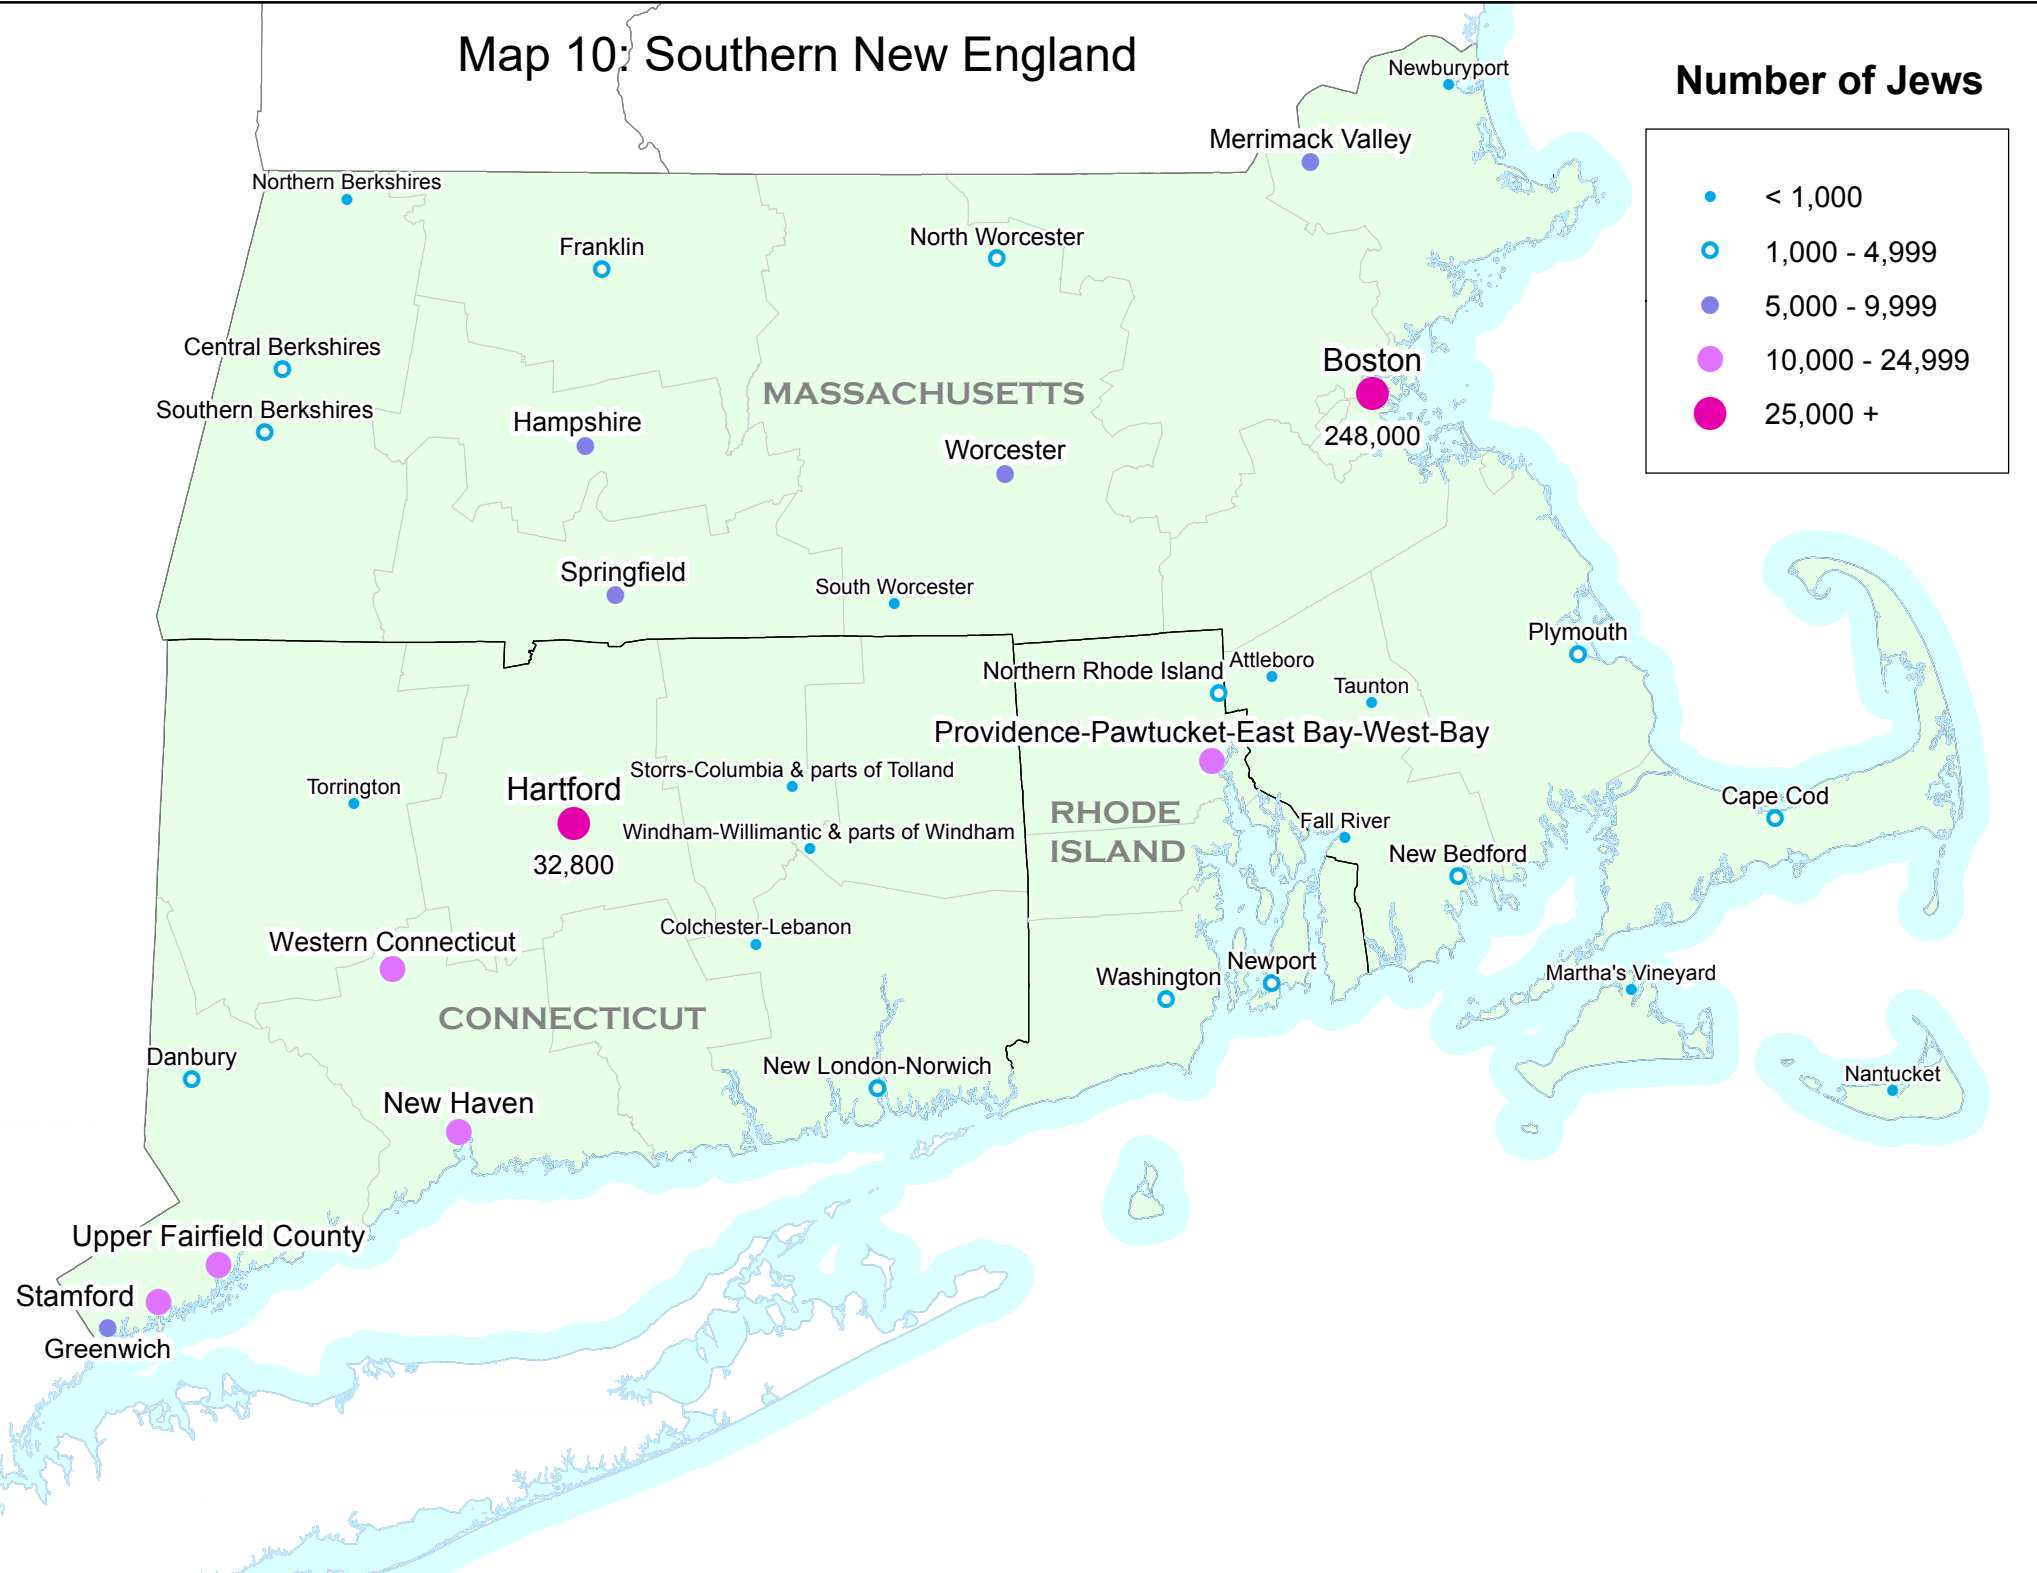 Map 10: Southern New England
Number of Jews
< 1,000
1,000 - 4,999
5,000 - 9,999
10,000 - 24,999
25,000 +
Newburyport
Merrimack Valley
Northern Berkshires
Franklin
North Worcester
Central Berkshires
Boston
248,000
MASSACHUSETTS
Southern Berkshires
Hampshire
Worcester
Springfield
South Worcester
Plymouth
Northern Rhode Island
Attleboro
Taunton
Providence-Pawtucket-East Bay-West-Bay
Torrington
Hartford
32,800
Storrs-Columbia & parts of Tolland
Windham-Willimantic & parts of Windham
RHODE
ISLAND
Fall River
Cape Cod
New Bedford
Western Connecticut
Colchester-Lebanon
Washington
Newport
Martha's Vineyard
CONNECTICUT
Danbury
New London-Norwich
Nantucket
New Haven
Upper Fairfield County
Stamford
Greenwich